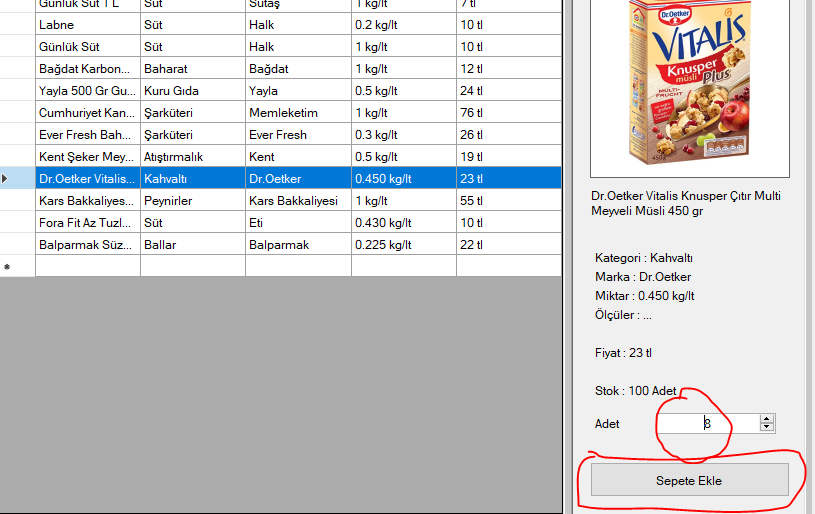 Günlük Süt 1 L Süt Sütaş 1 kg/lt 7 tl
Labne Süt Halk 0.2 kg/lt 10 tl
Günlük Süt Süt Halk 1 kg/lt 10 tl
Bağdat Karbon... Baharat Bağdat 1 kg/lt 12 tl
Yayla 500 Gr Gu... Kuru Gıda Yayla 0.5 kg/lt 24 tl
Cumhuriyet Kan... Şarküteri Memleketim 1 kg/lt 76 tl
Ever Fresh Bah... Şarküteri Ever Fresh 0.3 kg/lt 26 tl
Kent Şeker Mey... Atıştırmalık Kent 0.5 kg/lt 19 tl
Dr.Oetker Vitalis... Kahvaltı Dr.Oetker 0.450 kg/lt 23 tl
Kars Bakkaliyes... Peynirler Kars Bakkaliyesi 1 kg/lt 55 tl
Fora Fit Az Tuzl... Süt Eti 0.430 kg/lt 10 tl
Balparmak Süz... Ballar Balparmak 0.225 kg/lt 22 tl
Dr.Oetker
VITALIS
Knusper
müsli Plus
MULTI-
FRUCHT
450g
Dr.Oetker Vitalis Knusper Çıtır Multi
Meyveli Müsli 450 gr
Kategori : Kahvaltı
Marka : Dr.Oetker
Miktar : 0.450 kg/lt
Ölçüler : ...
Fiyat : 23 tl
Stok : 100 Adet
Adet 8
Sepete Ekle